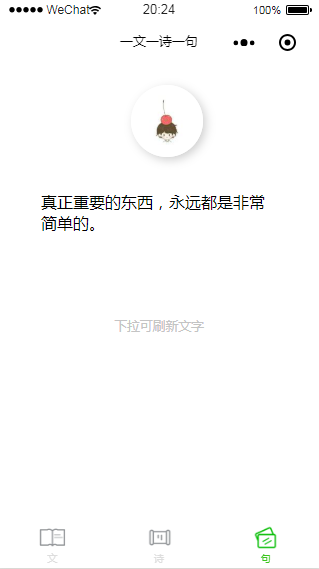 WeChat 20:24 100%
一文一诗一句
真正重要的东西，永远都是非常
简单的。
下拉可刷新文字
文 诗 句